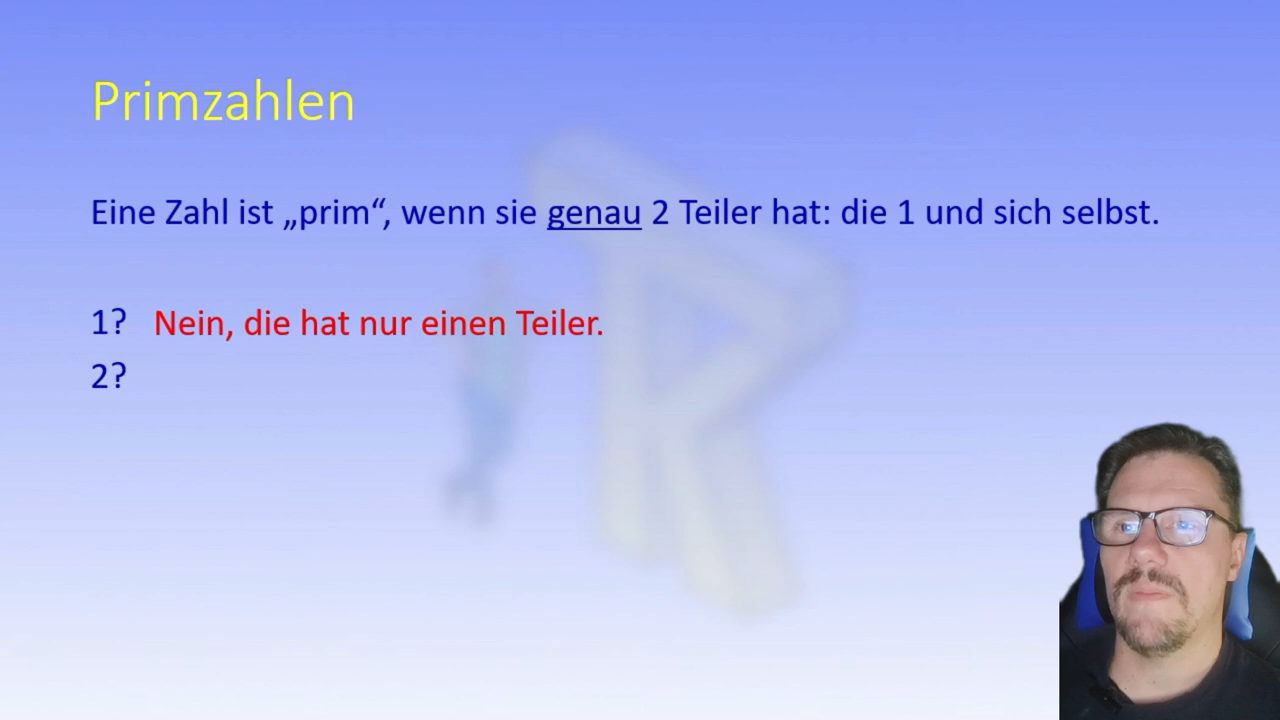 Primzahlen
Eine Zahl ist „prim“, wenn sie genau 2 Teiler hat: die 1 und sich selbst.
1? Nein, die hat nur einen Teiler.
2?